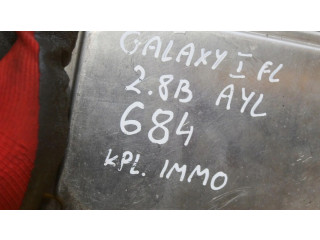 GALAXY I FL
2.8B AYL
684
KPL. IMMO